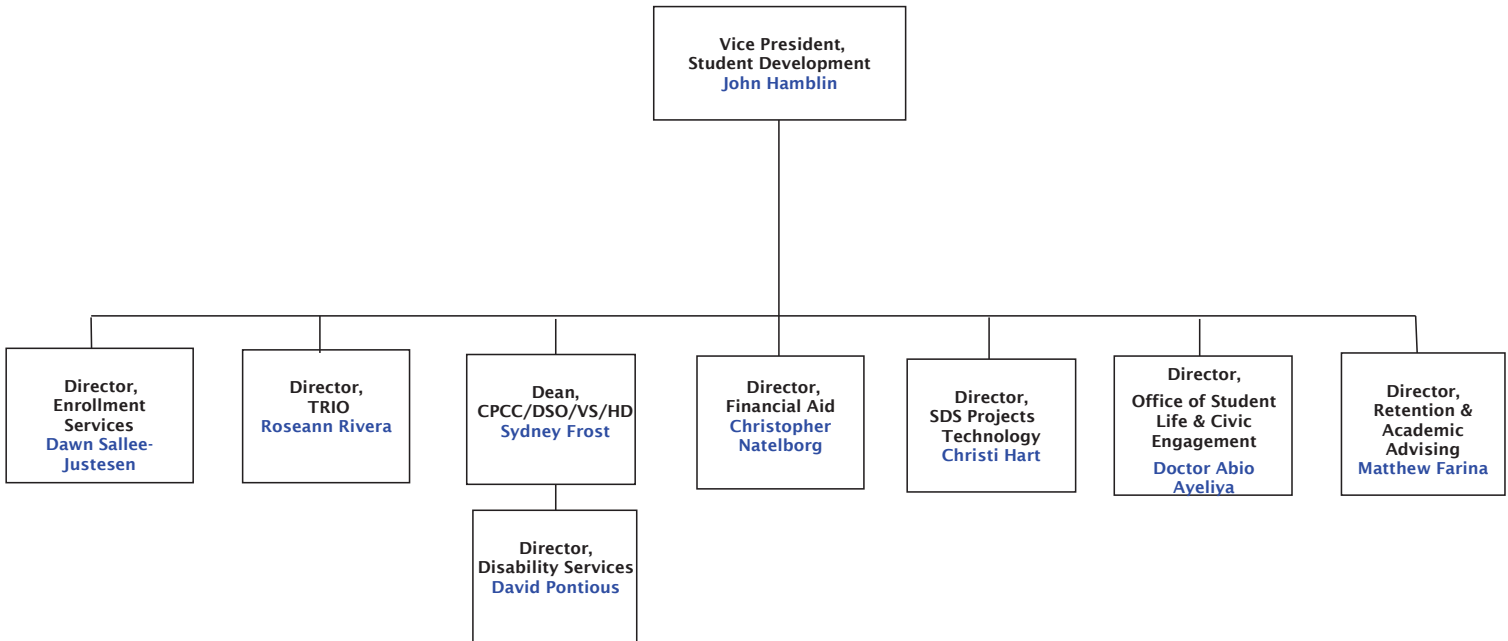 Vice President,
Student Development
John Hamblin
Director,
Enrollment
Services
Dawn Sallee-
Justesen
Director,
TRIO
Roseann Rivera
Dean,
CPCC/DSO/VS/HD
Sydney Frost
Director,
Financial Aid
Christopher
Natelborg
Director,
SDS Projects
Technology
Christi Hart
Director,
Office of Student
Life & Civic
Engagement
Doctor Abio
Ayeliya
Director,
Retention &
Academic
Advising
Matthew Farina
Director,
Disability Services
David Pontious